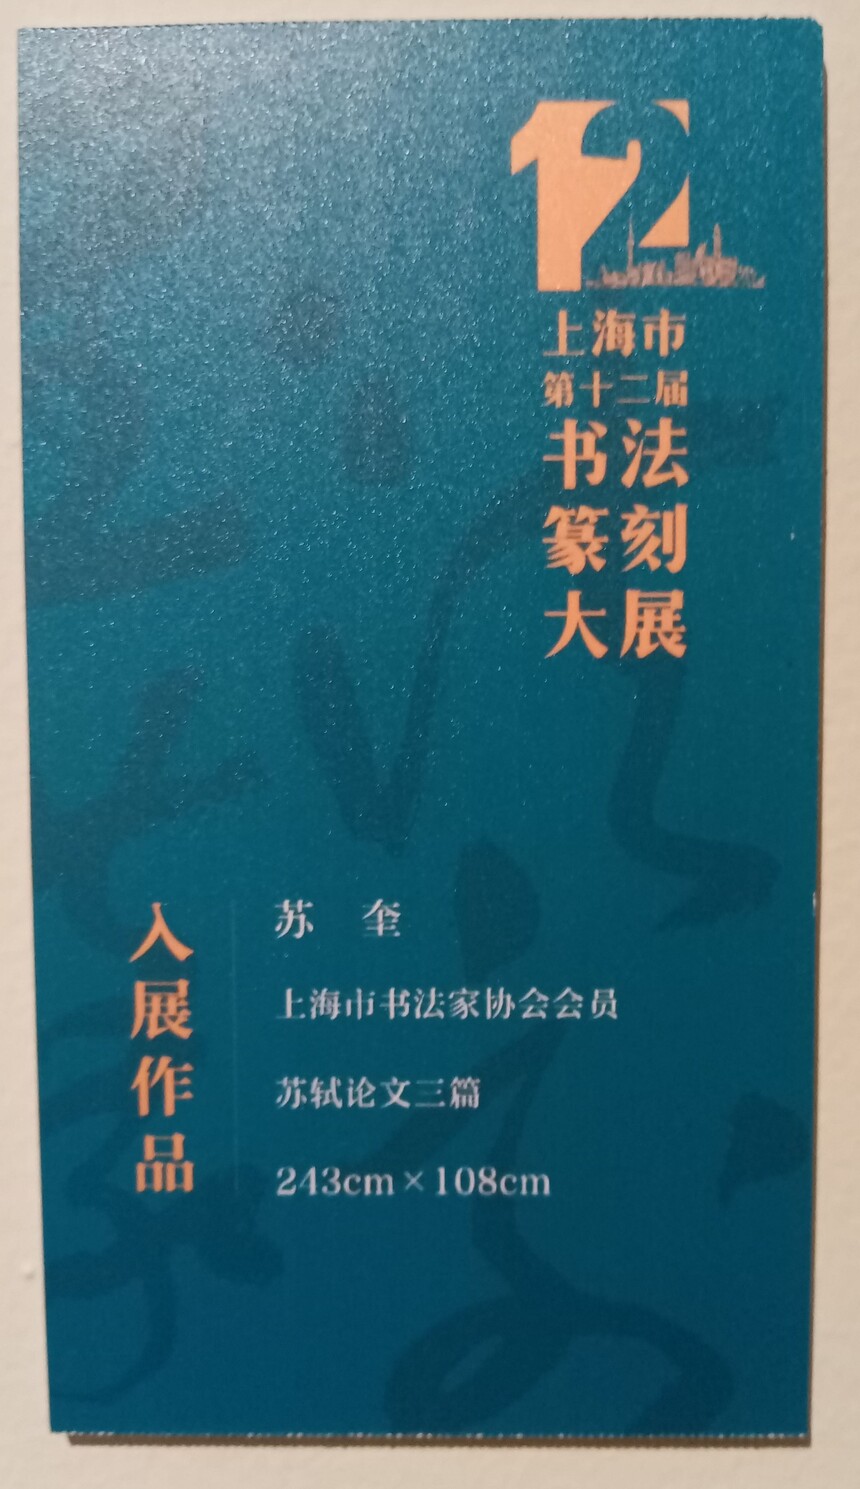 12
上海市
第十二届
书法
篆刻
大展
入展作品
苏 奎
上海市书法家协会会员
苏轼论文三篇
243cm×108cm